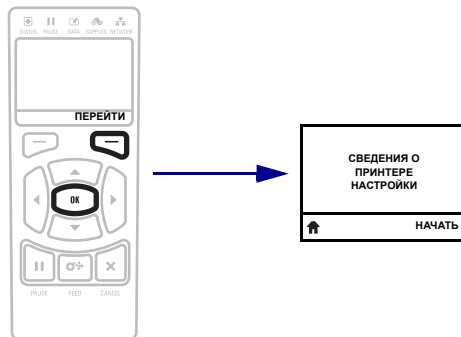 STATUS PAUSE DATA SUPPLIES NETWORK
ПЕРЕЙТИ
OK
PAUSE FEED CANCEL
СВЕДЕНИЯ О
ПРИНТЕРЕ
НАСТРОЙКИ
НАЧАТЬ